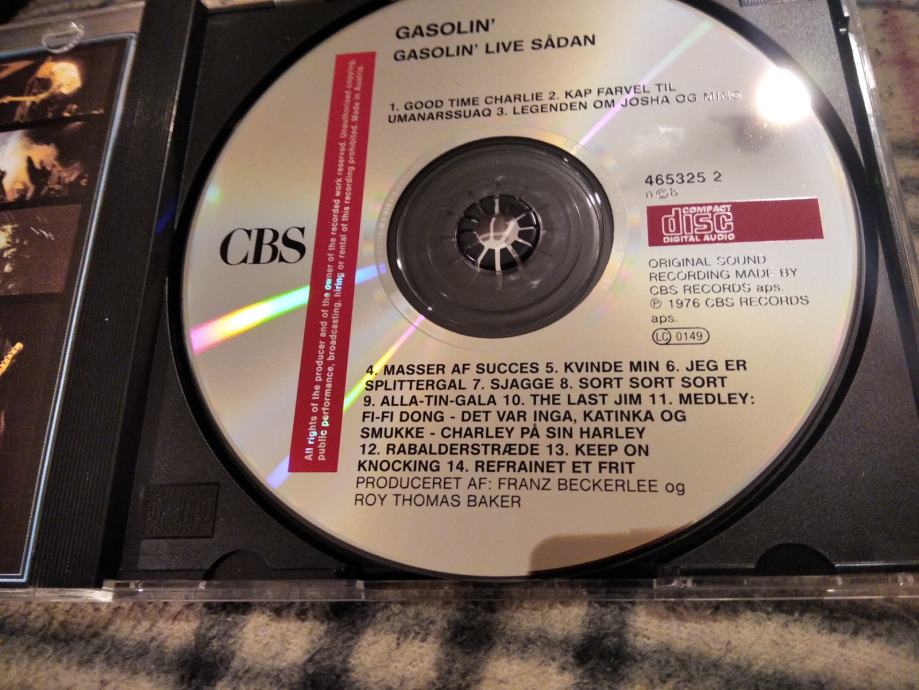 GASOLIN'
GASOLIN' LIVE SÅDAN
1. GOOD TIME CHARLIE 2. KAP FARVEL TIL
UMANARSSUAQ 3. LEGENDEN OM JOSHA OG MING
465325 2
n©b
COMPACT
disc
DIGITAL AUDIO
CBS
ORIGINAL SOUND
RECORDING MADE BY
CBS RECORDS aps.
℗ 1976 CBS RECORDS
aps.
LC 0149
All rights of the producer and of the owner of the recorded work reserved. Unauthorised copying,
public performance, broadcasting, hiring or rental of this recording prohibited. Made in Austria.
4. MASSER AF SUCCES 5. KVINDE MIN 6. JEG ER
SPLITTERGAL 7. SJAGGE 8. SORT SORT SORT
9. ALLA-TIN-GALA 10. THE LAST JIM 11. MEDLEY:
FI-FI DONG - DET VAR INGA, KATINKA OG
SMUKKE - CHARLEY PÅ SIN HARLEY
12. RABALDERSTRÆDE 13. KEEP ON
KNOCKING 14. REFRAINET ET FRIT
PRODUCERET AF: FRANZ BECKERLEE og
ROY THOMAS BAKER